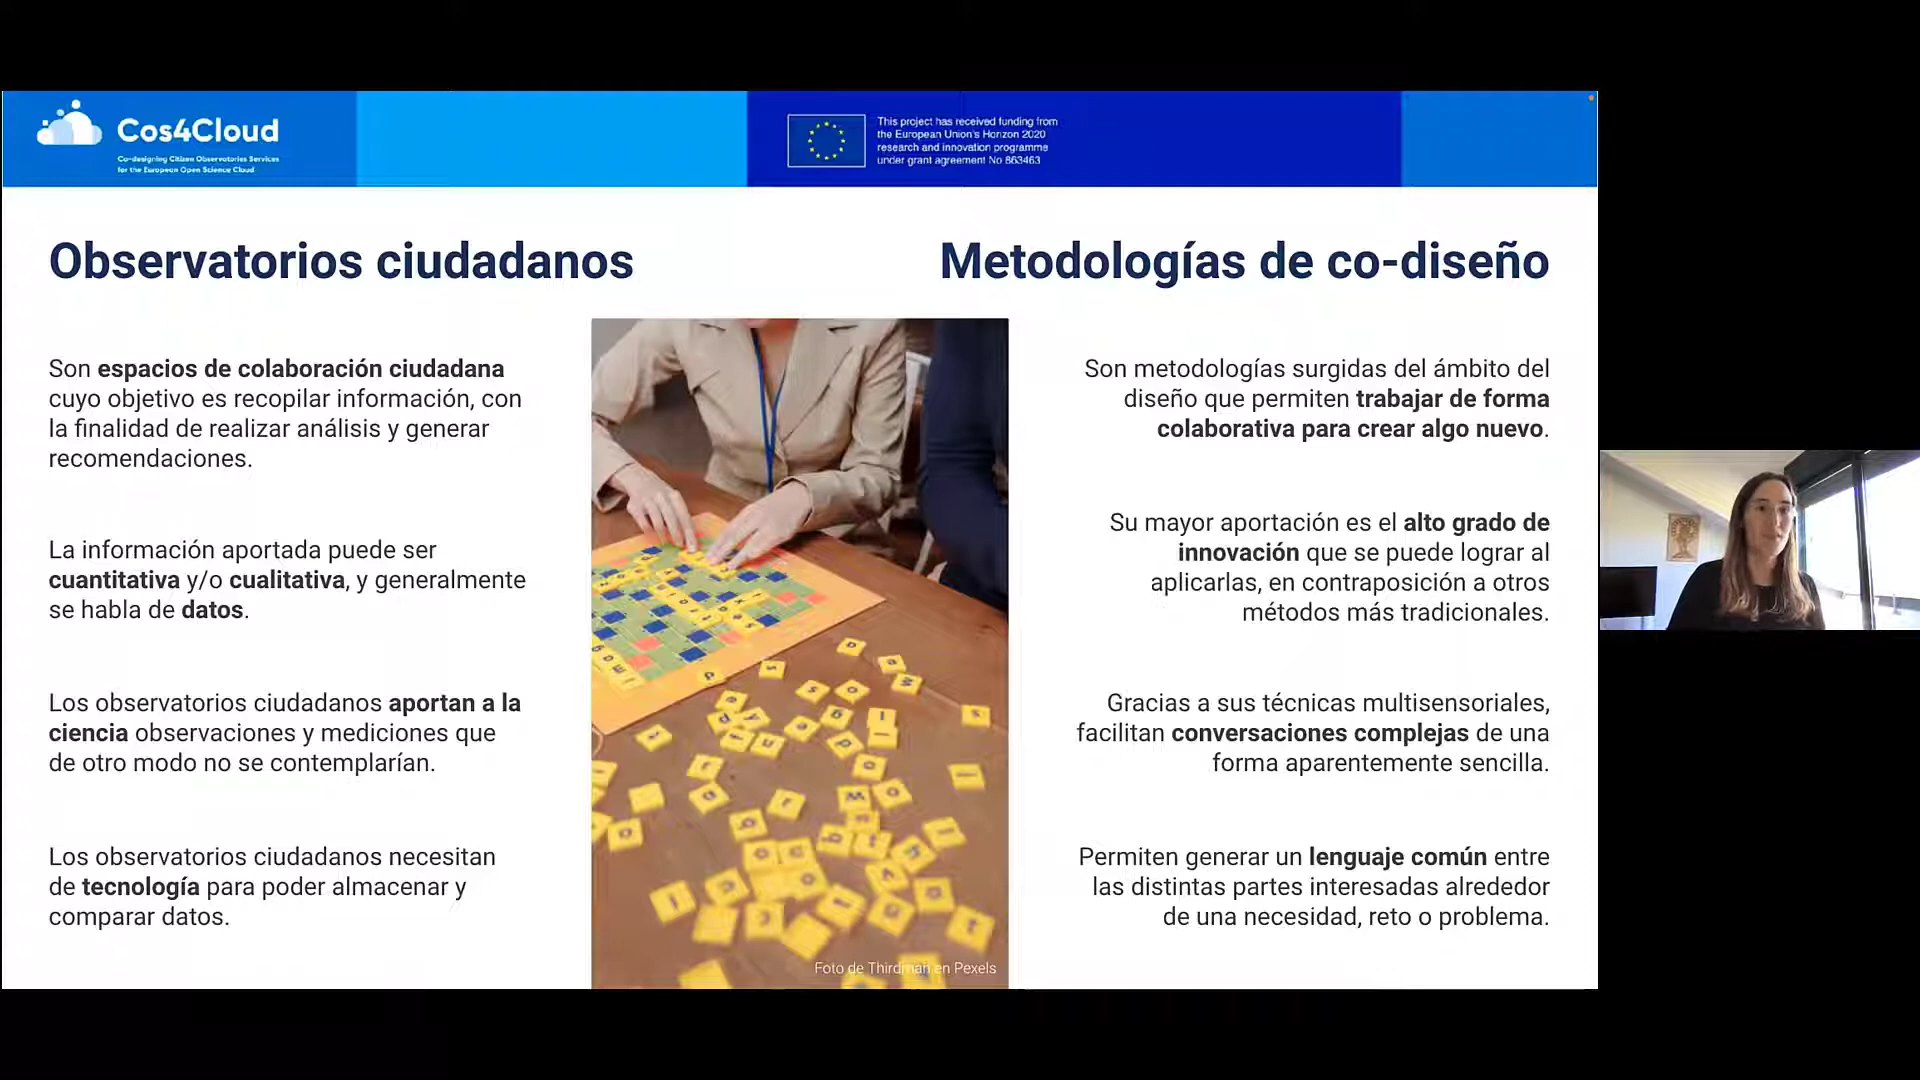 Cos4Cloud
Co-designing Citizen Observatories Services
for the European Open Science Cloud
This project has received funding from
the European Union's Horizon 2020
research and innovation programme
under grant agreement No 863463
Observatorios ciudadanos
Son espacios de colaboración ciudadana
cuyo objetivo es recopilar información, con
la finalidad de realizar análisis y generar
recomendaciones.
La información aportada puede ser
cuantitativa y/o cualitativa, y generalmente
se habla de datos.
Los observatorios ciudadanos aportan a la
ciencia observaciones y mediciones que
de otro modo no se contemplarían.
Los observatorios ciudadanos necesitan
de tecnología para poder almacenar y
comparar datos.
Foto de Thirdman en Pexels
Metodologías de co-diseño
Son metodologías surgidas del ámbito del
diseño que permiten trabajar de forma
colaborativa para crear algo nuevo.
Su mayor aportación es el alto grado de
innovación que se puede lograr al
aplicarlas, en contraposición a otros
métodos más tradicionales.
Gracias a sus técnicas multisensoriales,
facilitan conversaciones complejas de una
forma aparentemente sencilla.
Permiten generar un lenguaje común entre
las distintas partes interesadas alrededor
de una necesidad, reto o problema.